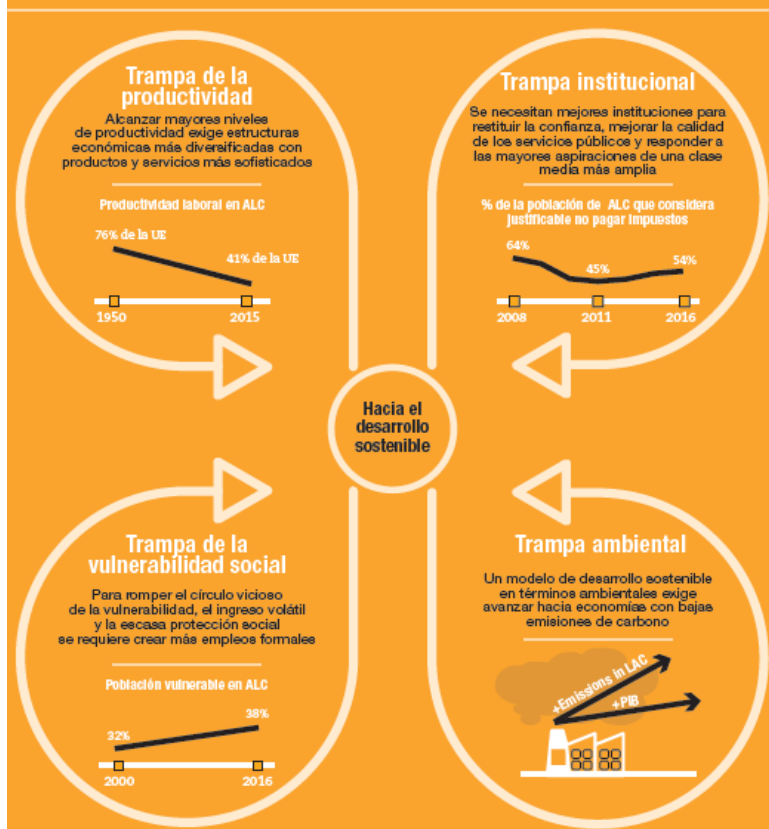 Trampa de la
productividad
Alcanzar mayores niveles
de productividad exige estructuras
económicas más diversificadas con
productos y servicios más sofisticados
Productividad laboral en ALC
76% de la UE
41% de la UE
1950
2015
Trampa institucional
Se necesitan mejores instituciones para
restituir la confianza, mejorar la calidad
de los servicios públicos y responder a
las mayores aspiraciones de una clase
media más amplia
% de la población de ALC que considera
justificable no pagar impuestos
64%
45%
54%
2008
2011
2016
Hacia el
desarrollo
sostenible
Trampa de la
vulnerabilidad social
Para romper el círculo vicioso
de la vulnerabilidad, el ingreso volátil
y la escasa protección social
se requiere crear más empleos formales
Población vulnerable en ALC
32%
38%
2000
2016
Trampa ambiental
Un modelo de desarrollo sostenible
en términos ambientales exige
avanzar hacia economías con bajas
emisiones de carbono
+Emissions in LAC
+PIB